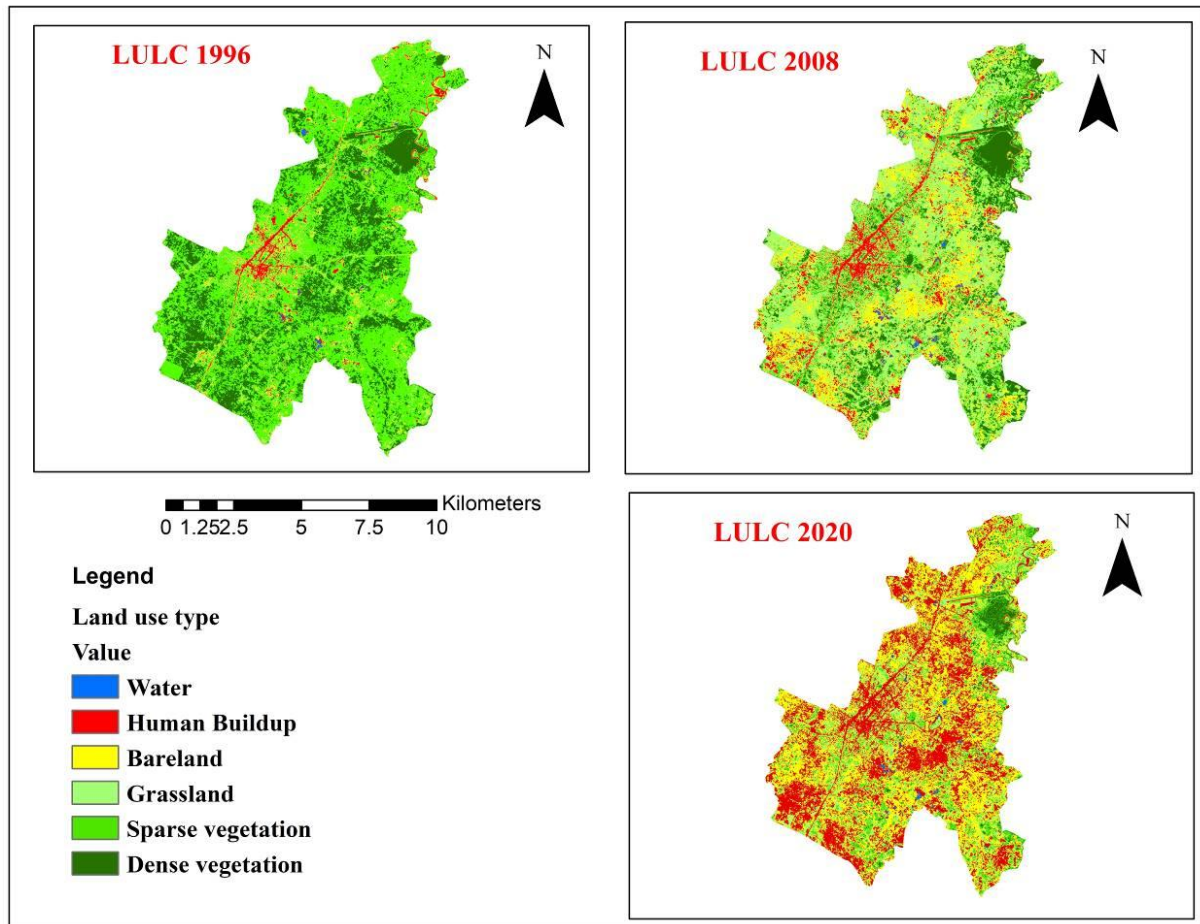 LULC 1996
N
LULC 2008
N
Kilometers
0 1.252.5 5 7.5 10
LULC 2020
N
Legend
Land use type
Value
Water
Human Buildup
Bareland
Grassland
Sparse vegetation
Dense vegetation